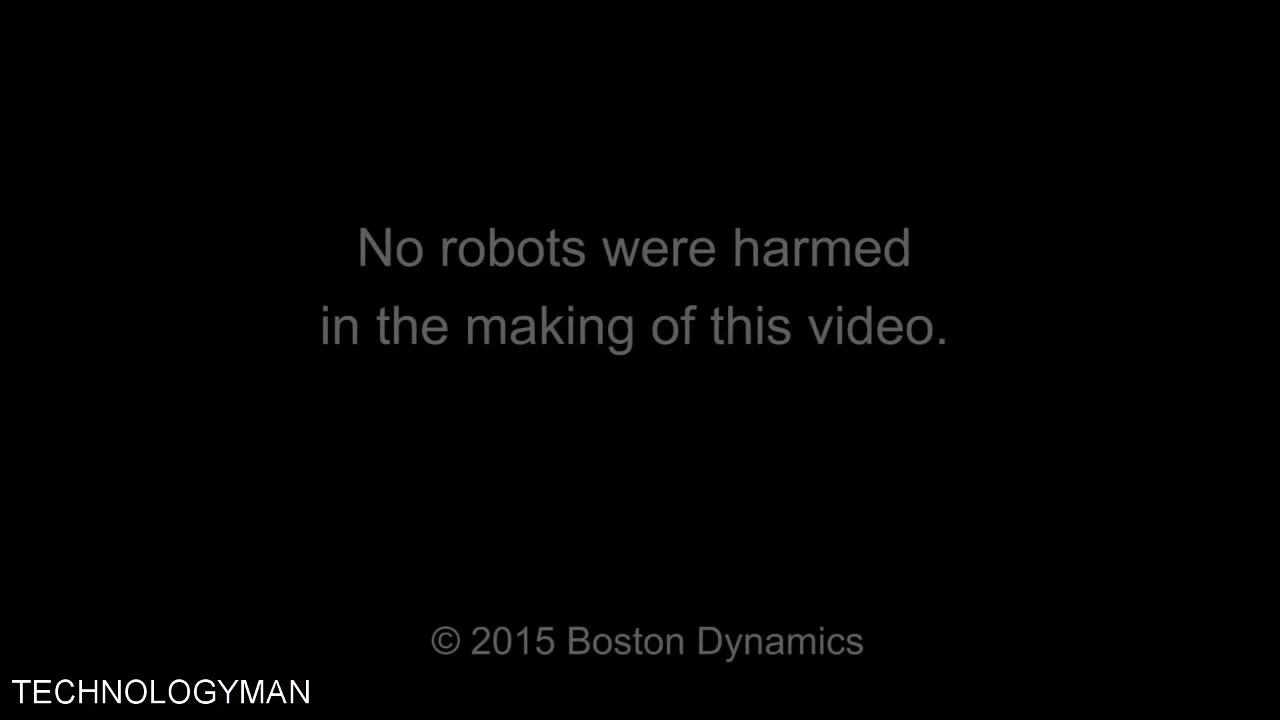 No robots were harmed
in the making of this video.
© 2015 Boston Dynamics
TECHNOLOGYMAN